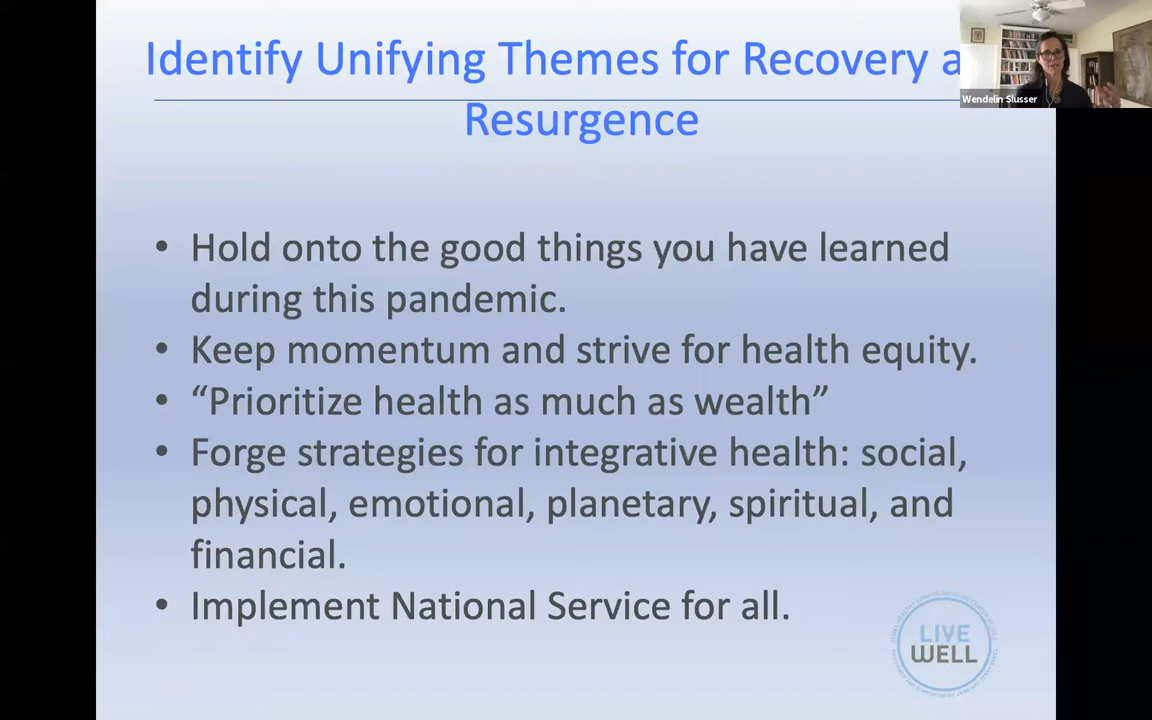 Identify Unifying Themes for Recovery a
Wendelin Slusser
Resurgence
• Hold onto the good things you have learned
during this pandemic.
• Keep momentum and strive for health equity.
• “Prioritize health as much as wealth”
• Forge strategies for integrative health: social,
physical, emotional, planetary, spiritual, and
financial.
• Implement National Service for all.
LIVE
WELL